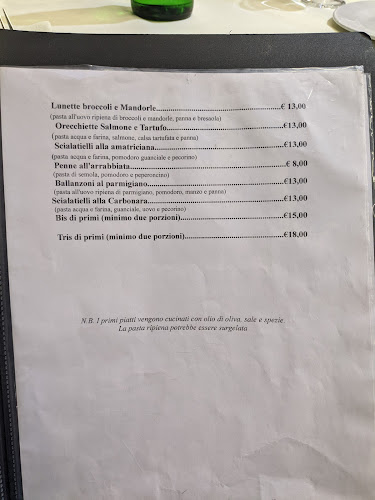 Lunette broccoli e Mandorle.......................................................€ 13,00
(pasta all'uovo ripiena di broccoli e mandorle, panna e bresaola)
Orecchiette Salmone e Tartufo..................................................€13,00
(pasta acqua e farina, salmone, calsa tartufata e panna)
Scialatielli alla amatriciana........................................................€13,00
(pasta acqua e farina, pomodoro guanciale e pecorino)
Penne all'arrabbiata.....................................................................€ 8,00
(pasta di semola, pomodoro e peperoncino)
Ballanzoni al parmigiano............................................................€13,00
(pasta all'uovo ripiena di parmigiano, pomodoro, manzo e panna)
Scialatielli alla Carbonara...........................................................€13,00
(pasta acqua e farina, guanciale, uovo e pecorino)
Bis di primi (minimo due porzioni)............................................€15,00
Tris di primi (minimo due porzioni)...........................................€18,00
N.B. I primi piatti vengono cucinati con olio di oliva, sale e spezie.
La pasta ripiena potrebbe essere surgelata